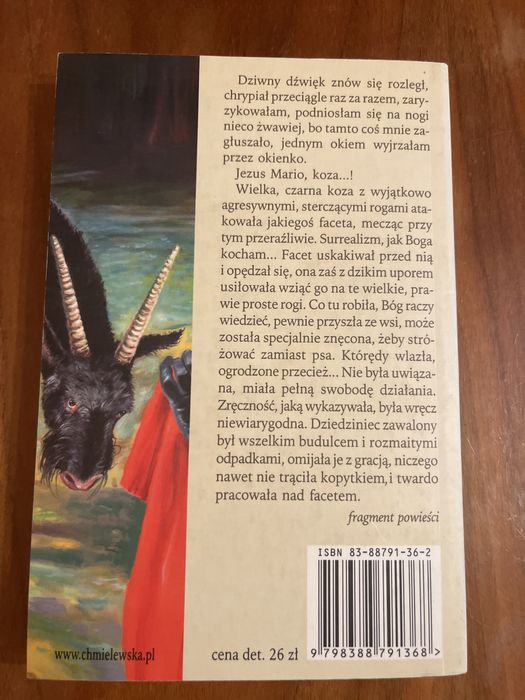 Dziwny dźwięk znów się rozległ,
chrypiał przeciągle raz za razem, zary-
zykowałam, podniosłam się na nogi
nieco żwawiej, bo tamto coś mnie za-
głuszało, jednym okiem wyjrzałam
przez okienko.
Jezus Mario, koza...!
Wielka, czarna koza z wyjątkowo
agresywnymi, sterczącymi rogami ata-
kowała jakiegoś faceta, mecząc przy
tym przeraźliwie. Surrealizm, jak Boga
kocham... Facet uskakiwał przed nią
i opędzał się, ona zaś z dzikim uporem
usiłowała wziąć go na te wielkie, pra-
wie proste rogi. Co tu robiła, Bóg raczy
wiedzieć, pewnie przyszła ze wsi, może
została specjalnie znęcona, żeby stró-
żować zamiast psa. Którędy wlazła,
ogrodzone przecież... Nie była uwiąza-
na, miała pełną swobodę działania.
Zręczność, jaką wykazywała, była wręcz
niewiarygodna. Dziedziniec zawalony
był wszelkim budulcem i rozmaitymi
odpadkami, omijała je z gracją, niczego
nawet nie trąciła kopytkiem,i twardo
pracowała nad facetem.
fragment powieści
ISBN 83-88791-36-2
www.chmielewska.pl
cena det. 26 zł
9 798388 791368 >